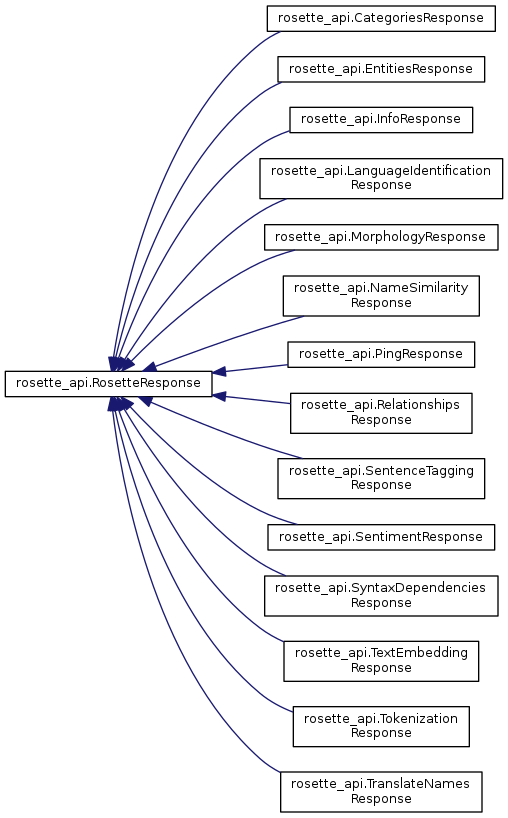 rosette_api.CategoriesResponse
rosette_api.EntitiesResponse
rosette_api.InfoResponse
rosette_api.LanguageIdentification
Response
rosette_api.MorphologyResponse
rosette_api.NameSimilarity
Response
rosette_api.PingResponse
rosette_api.RosetteResponse
rosette_api.Relationships
Response
rosette_api.SentenceTagging
Response
rosette_api.SentimentResponse
rosette_api.SyntaxDependencies
Response
rosette_api.TextEmbedding
Response
rosette_api.Tokenization
Response
rosette_api.TranslateNames
Response